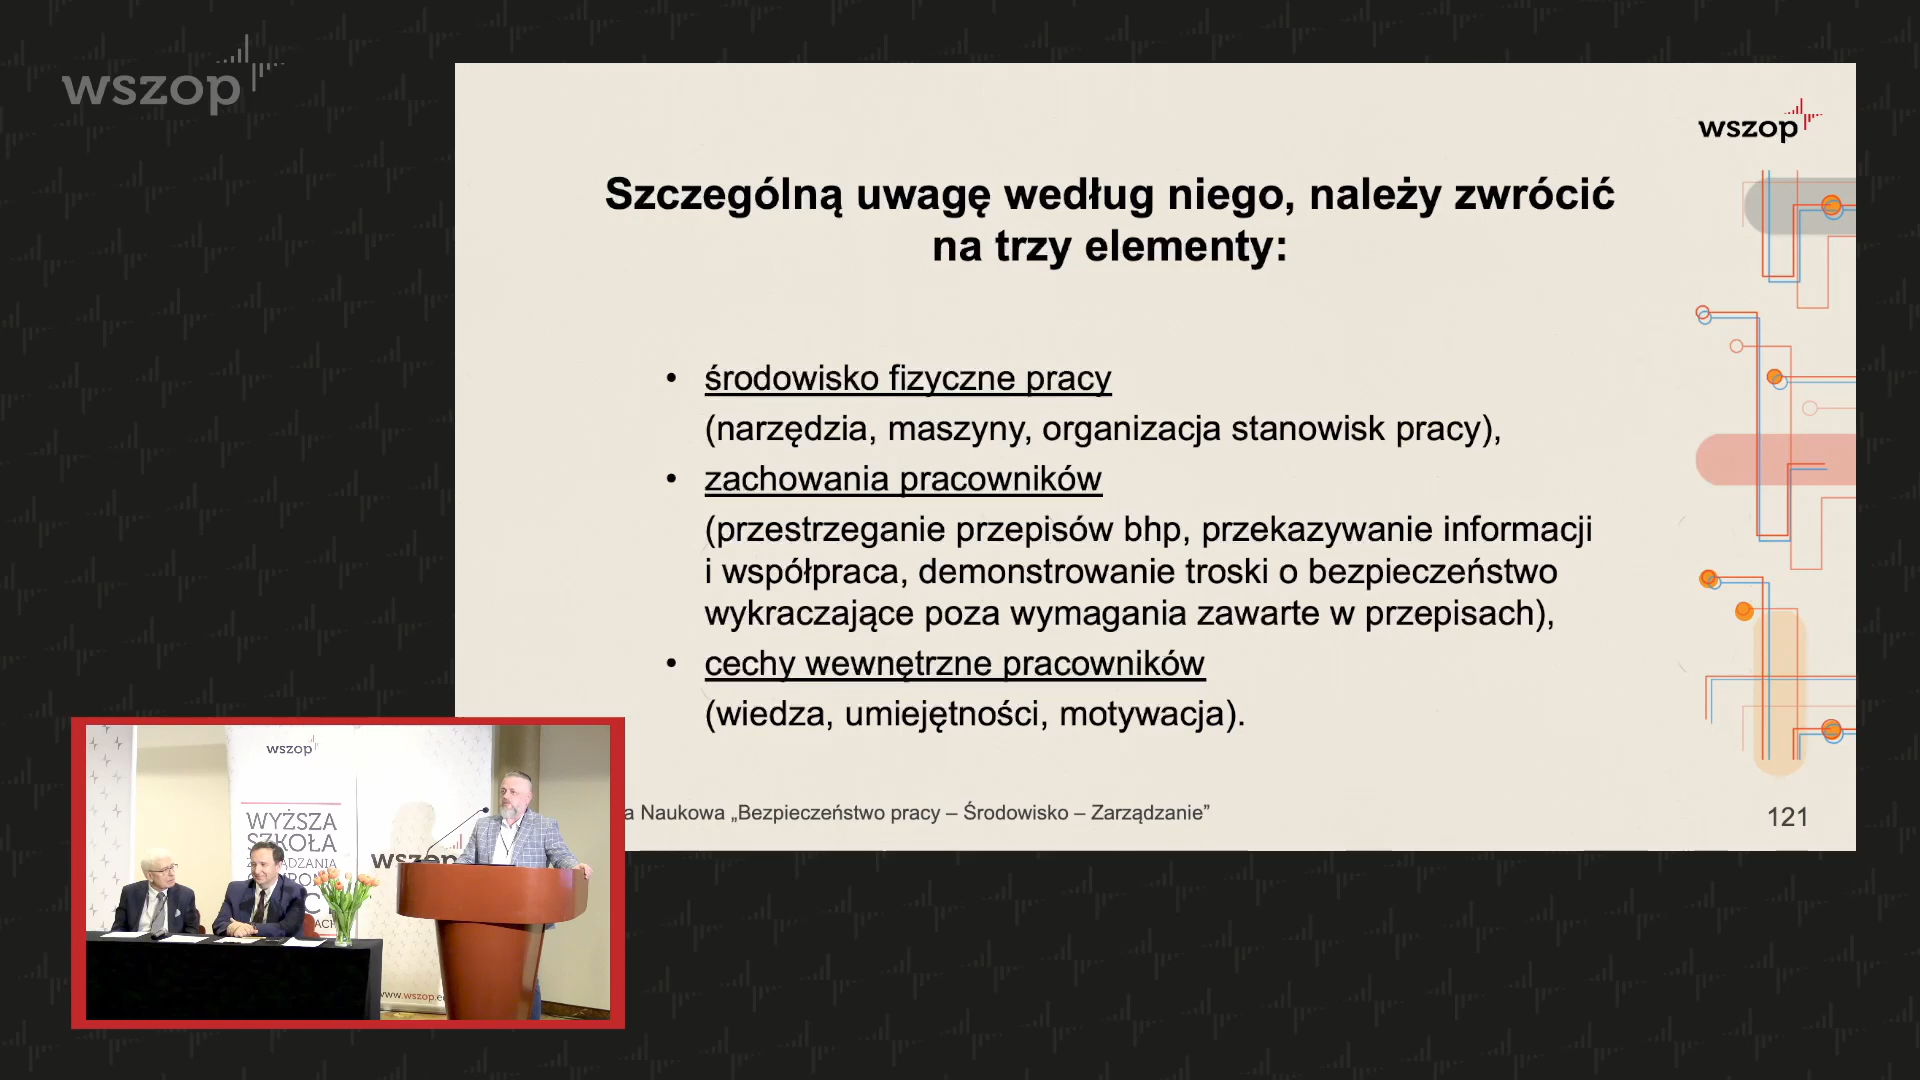 wszop
wszop
Szczególną uwagę według niego, należy zwrócić
na trzy elementy:
• środowisko fizyczne pracy
(narzędzia, maszyny, organizacja stanowisk pracy),
• zachowania pracowników
(przestrzeganie przepisów bhp, przekazywanie informacji
i współpraca, demonstrowanie troski o bezpieczeństwo
wykraczające poza wymagania zawarte w przepisach),
• cechy wewnętrzne pracowników
(wiedza, umiejętności, motywacja).
a Naukowa „Bezpieczeństwo pracy – Środowisko – Zarządzanie”
121
wszop
WYŻSZA
SZKOŁA
wszop
www.wszop.e